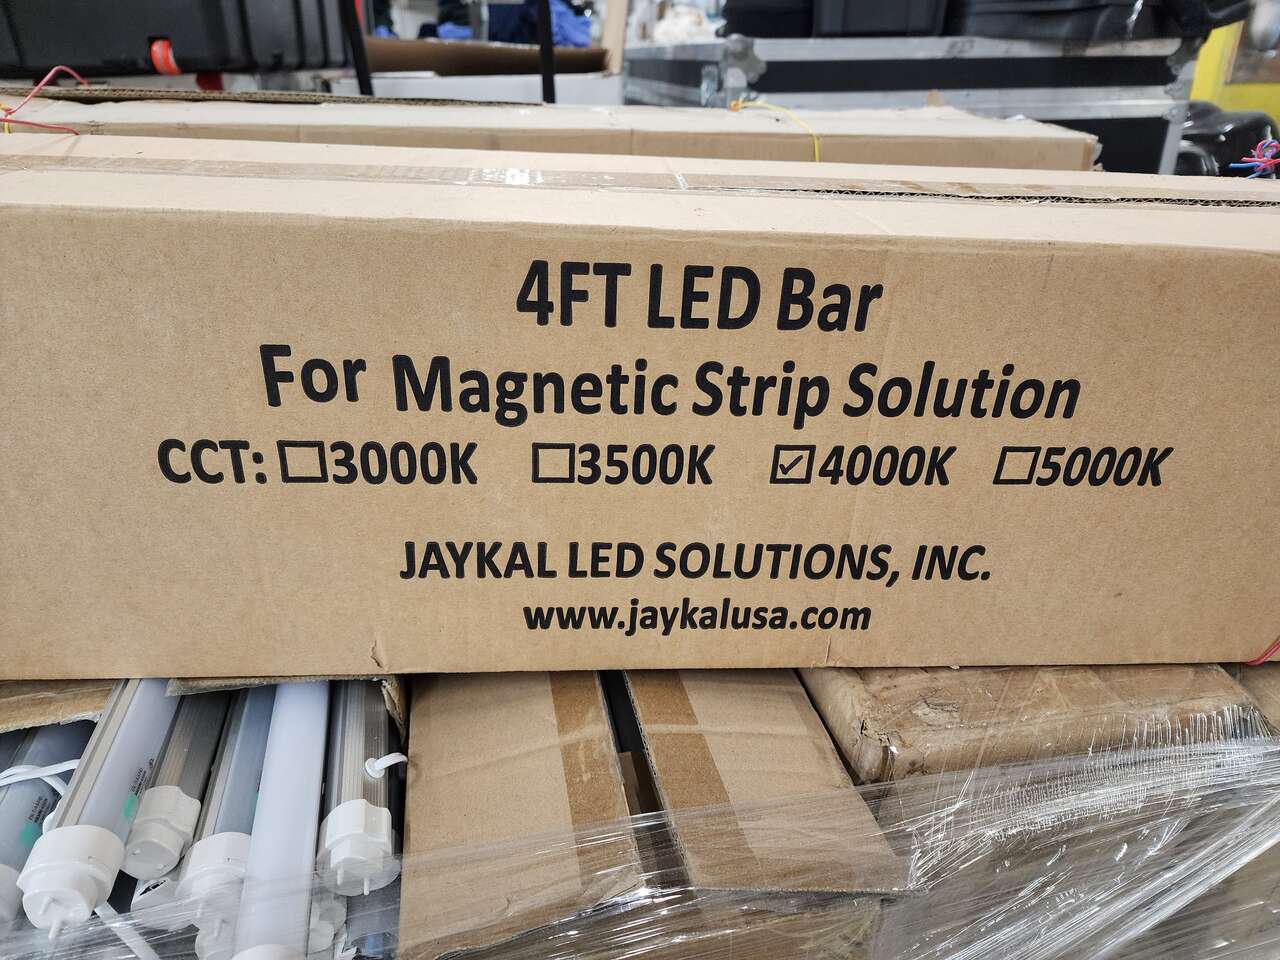 4FT LED Bar
For Magnetic Strip Solution
CCT: ☐3000K ☐3500K ☑4000K ☐5000K
JAYKAL LED SOLUTIONS, INC.
www.jaykalusa.com